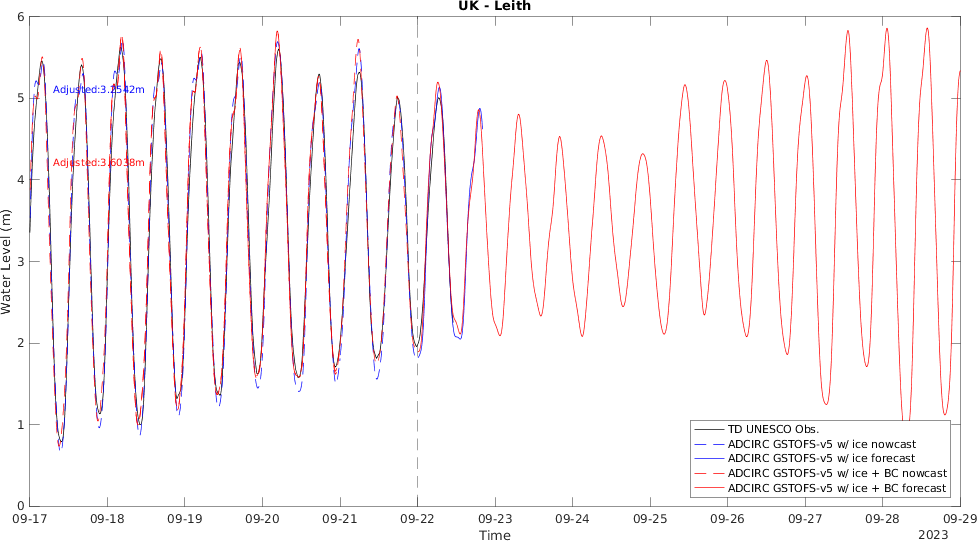 UK - Leith
6
5
4
3
2
1
0
Water Level (m)
Adjusted:3.2542m
Adjusted:3.6038m
TD UNESCO Obs.
ADCIRC GSTOFS-v5 w/ ice nowcast
ADCIRC GSTOFS-v5 w/ ice forecast
ADCIRC GSTOFS-v5 w/ ice + BC nowcast
ADCIRC GSTOFS-v5 w/ ice + BC forecast
09-17 09-18 09-19 09-20 09-21 09-22 09-23 09-24 09-25 09-26 09-27 09-28 09-29
Time
2023